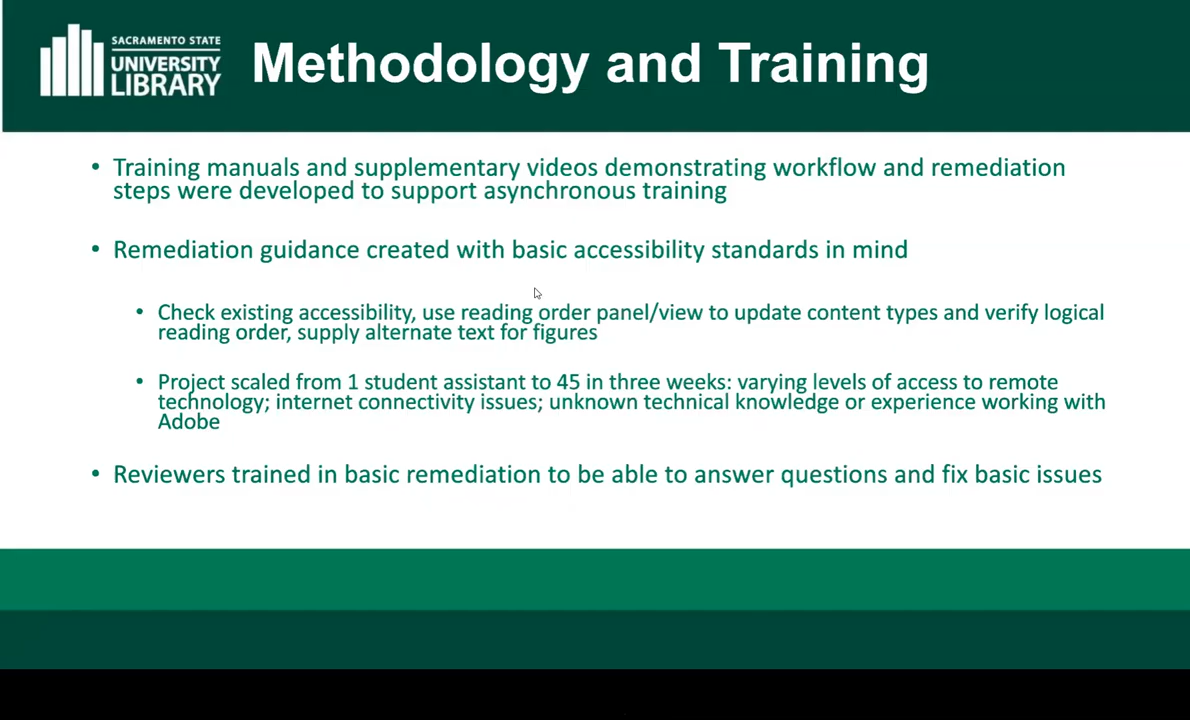 SACRAMENTO STATE
UNIVERSITY
LIBRARY
Methodology and Training
• Training manuals and supplementary videos demonstrating workflow and remediation
steps were developed to support asynchronous training
• Remediation guidance created with basic accessibility standards in mind
• Check existing accessibility, use reading order panel/view to update content types and verify logical
reading order, supply alternate text for figures
• Project scaled from 1 student assistant to 45 in three weeks: varying levels of access to remote
technology; internet connectivity issues; unknown technical knowledge or experience working with
Adobe
• Reviewers trained in basic remediation to be able to answer questions and fix basic issues